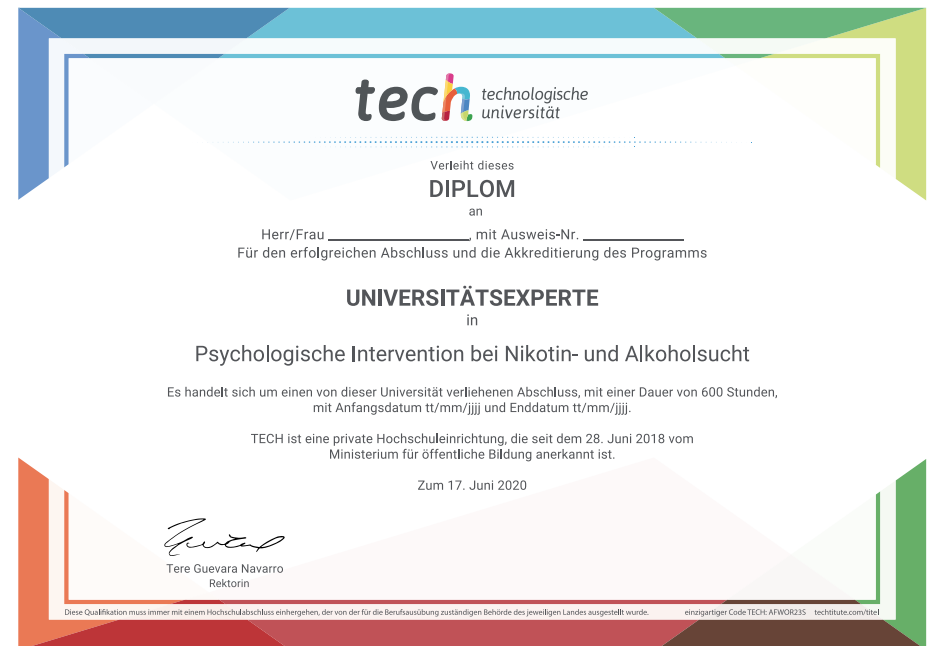 tech technologische
universität
Verleiht dieses
DIPLOM
an
Herr/Frau ____________________, mit Ausweis-Nr. ______________
Für den erfolgreichen Abschluss und die Akkreditierung des Programms
UNIVERSITÄTSEXPERTE
in
Psychologische Intervention bei Nikotin- und Alkoholsucht
Es handelt sich um einen von dieser Universität verliehenen Abschluss, mit einer Dauer von 600 Stunden,
mit Anfangsdatum tt/mm/jjjj und Enddatum tt/mm/jjjj.
TECH ist eine private Hochschuleinrichtung, die seit dem 28. Juni 2018 vom
Ministerium für öffentliche Bildung anerkannt ist.
Zum 17. Juni 2020
Tere Guevara Navarro
Rektorin
Diese Qualifikation muss immer mit einem Hochschulabschluss einhergehen, der von der für die Berufsausübung zuständigen Behörde des jeweiligen Landes ausgestellt wurde. einzigartiger Code TECH: AFWOR23S techtitute.com/titel